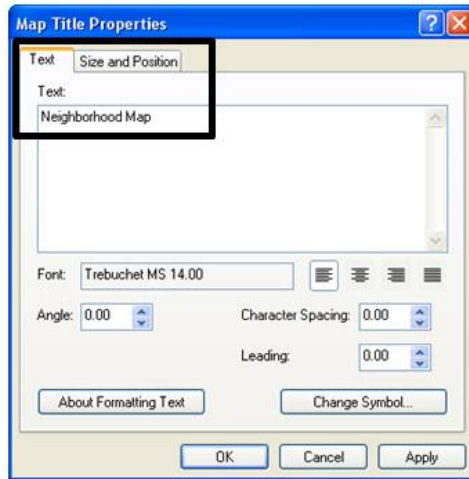 Map Title Properties
Text Size and Position
Text:
Neighborhood Map
Font: Trebuchet MS 14.00
Angle: 0.00 Character Spacing: 0.00
Leading: 0.00
About Formatting Text Change Symbol...
OK Cancel Apply